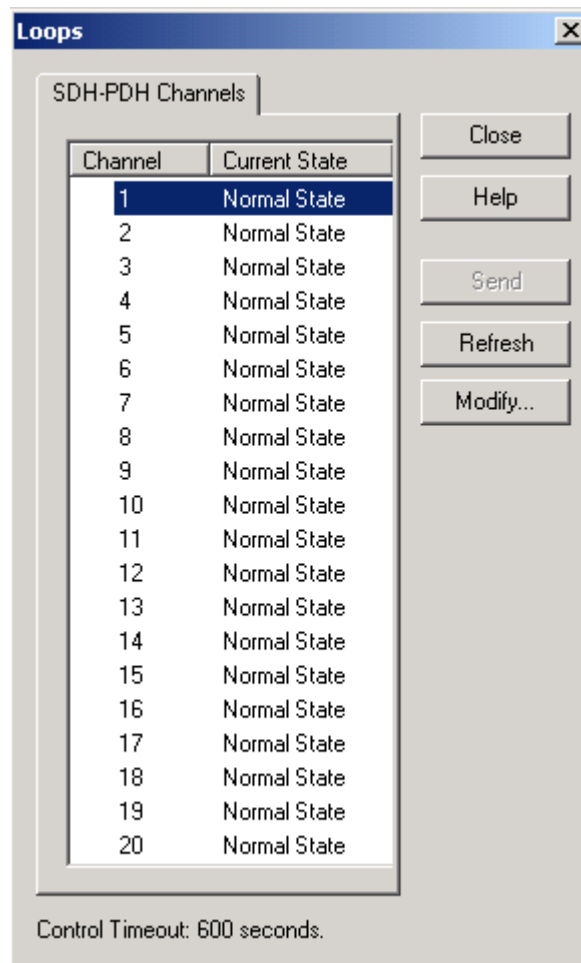 Loops
SDH-PDH Channels
Channel Current State
1 Normal State
2 Normal State
3 Normal State
4 Normal State
5 Normal State
6 Normal State
7 Normal State
8 Normal State
9 Normal State
10 Normal State
11 Normal State
12 Normal State
13 Normal State
14 Normal State
15 Normal State
16 Normal State
17 Normal State
18 Normal State
19 Normal State
20 Normal State
Close
Help
Send
Refresh
Modify...
Control Timeout: 600 seconds.